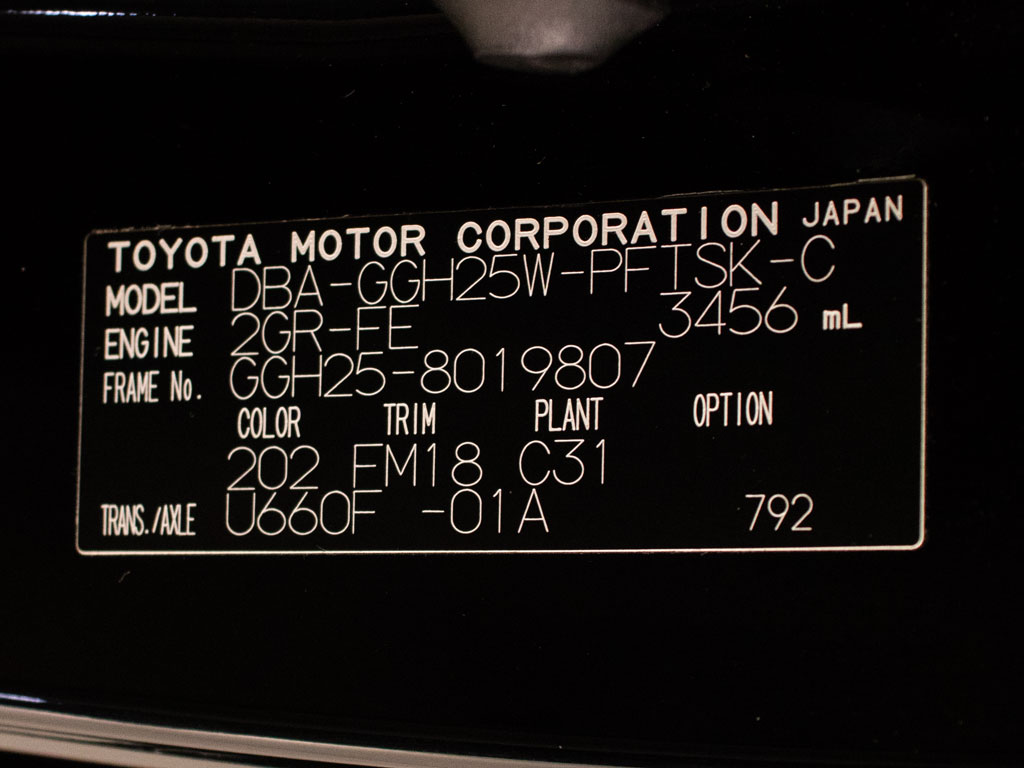 TOYOTA MOTOR CORPORATION JAPAN
MODEL DBA-GGH25W-PFTSK-C
ENGINE 2GR-FE 3456 mL
FRAME No. GGH25-8019807
COLOR TRIM PLANT OPTION
202 FM18 C31
TRANS./AXLE U660F -01A 792